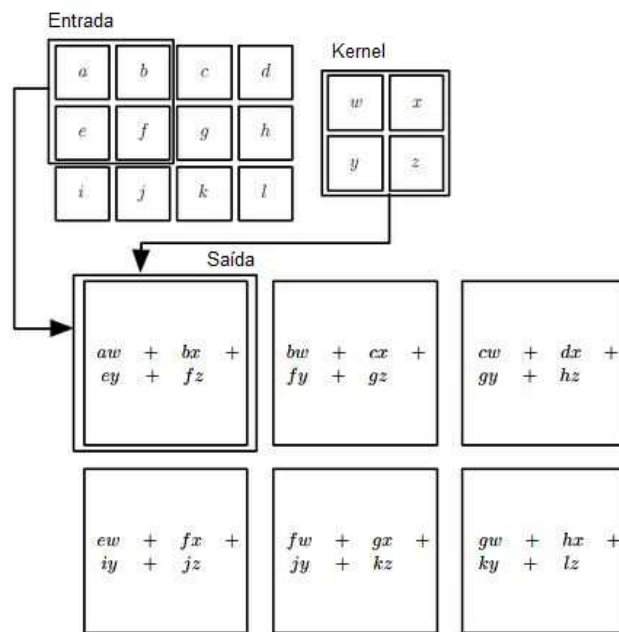 Entrada
Kernel
a b c d
w x
e f g h
y z
i j k l
Saída
aw + bx +
ey + fz
bw + cx +
fy + gz
cw + dx +
gy + hz
ew + fx +
iy + jz
fw + gx +
jy + kz
gw + hx +
ky + lz